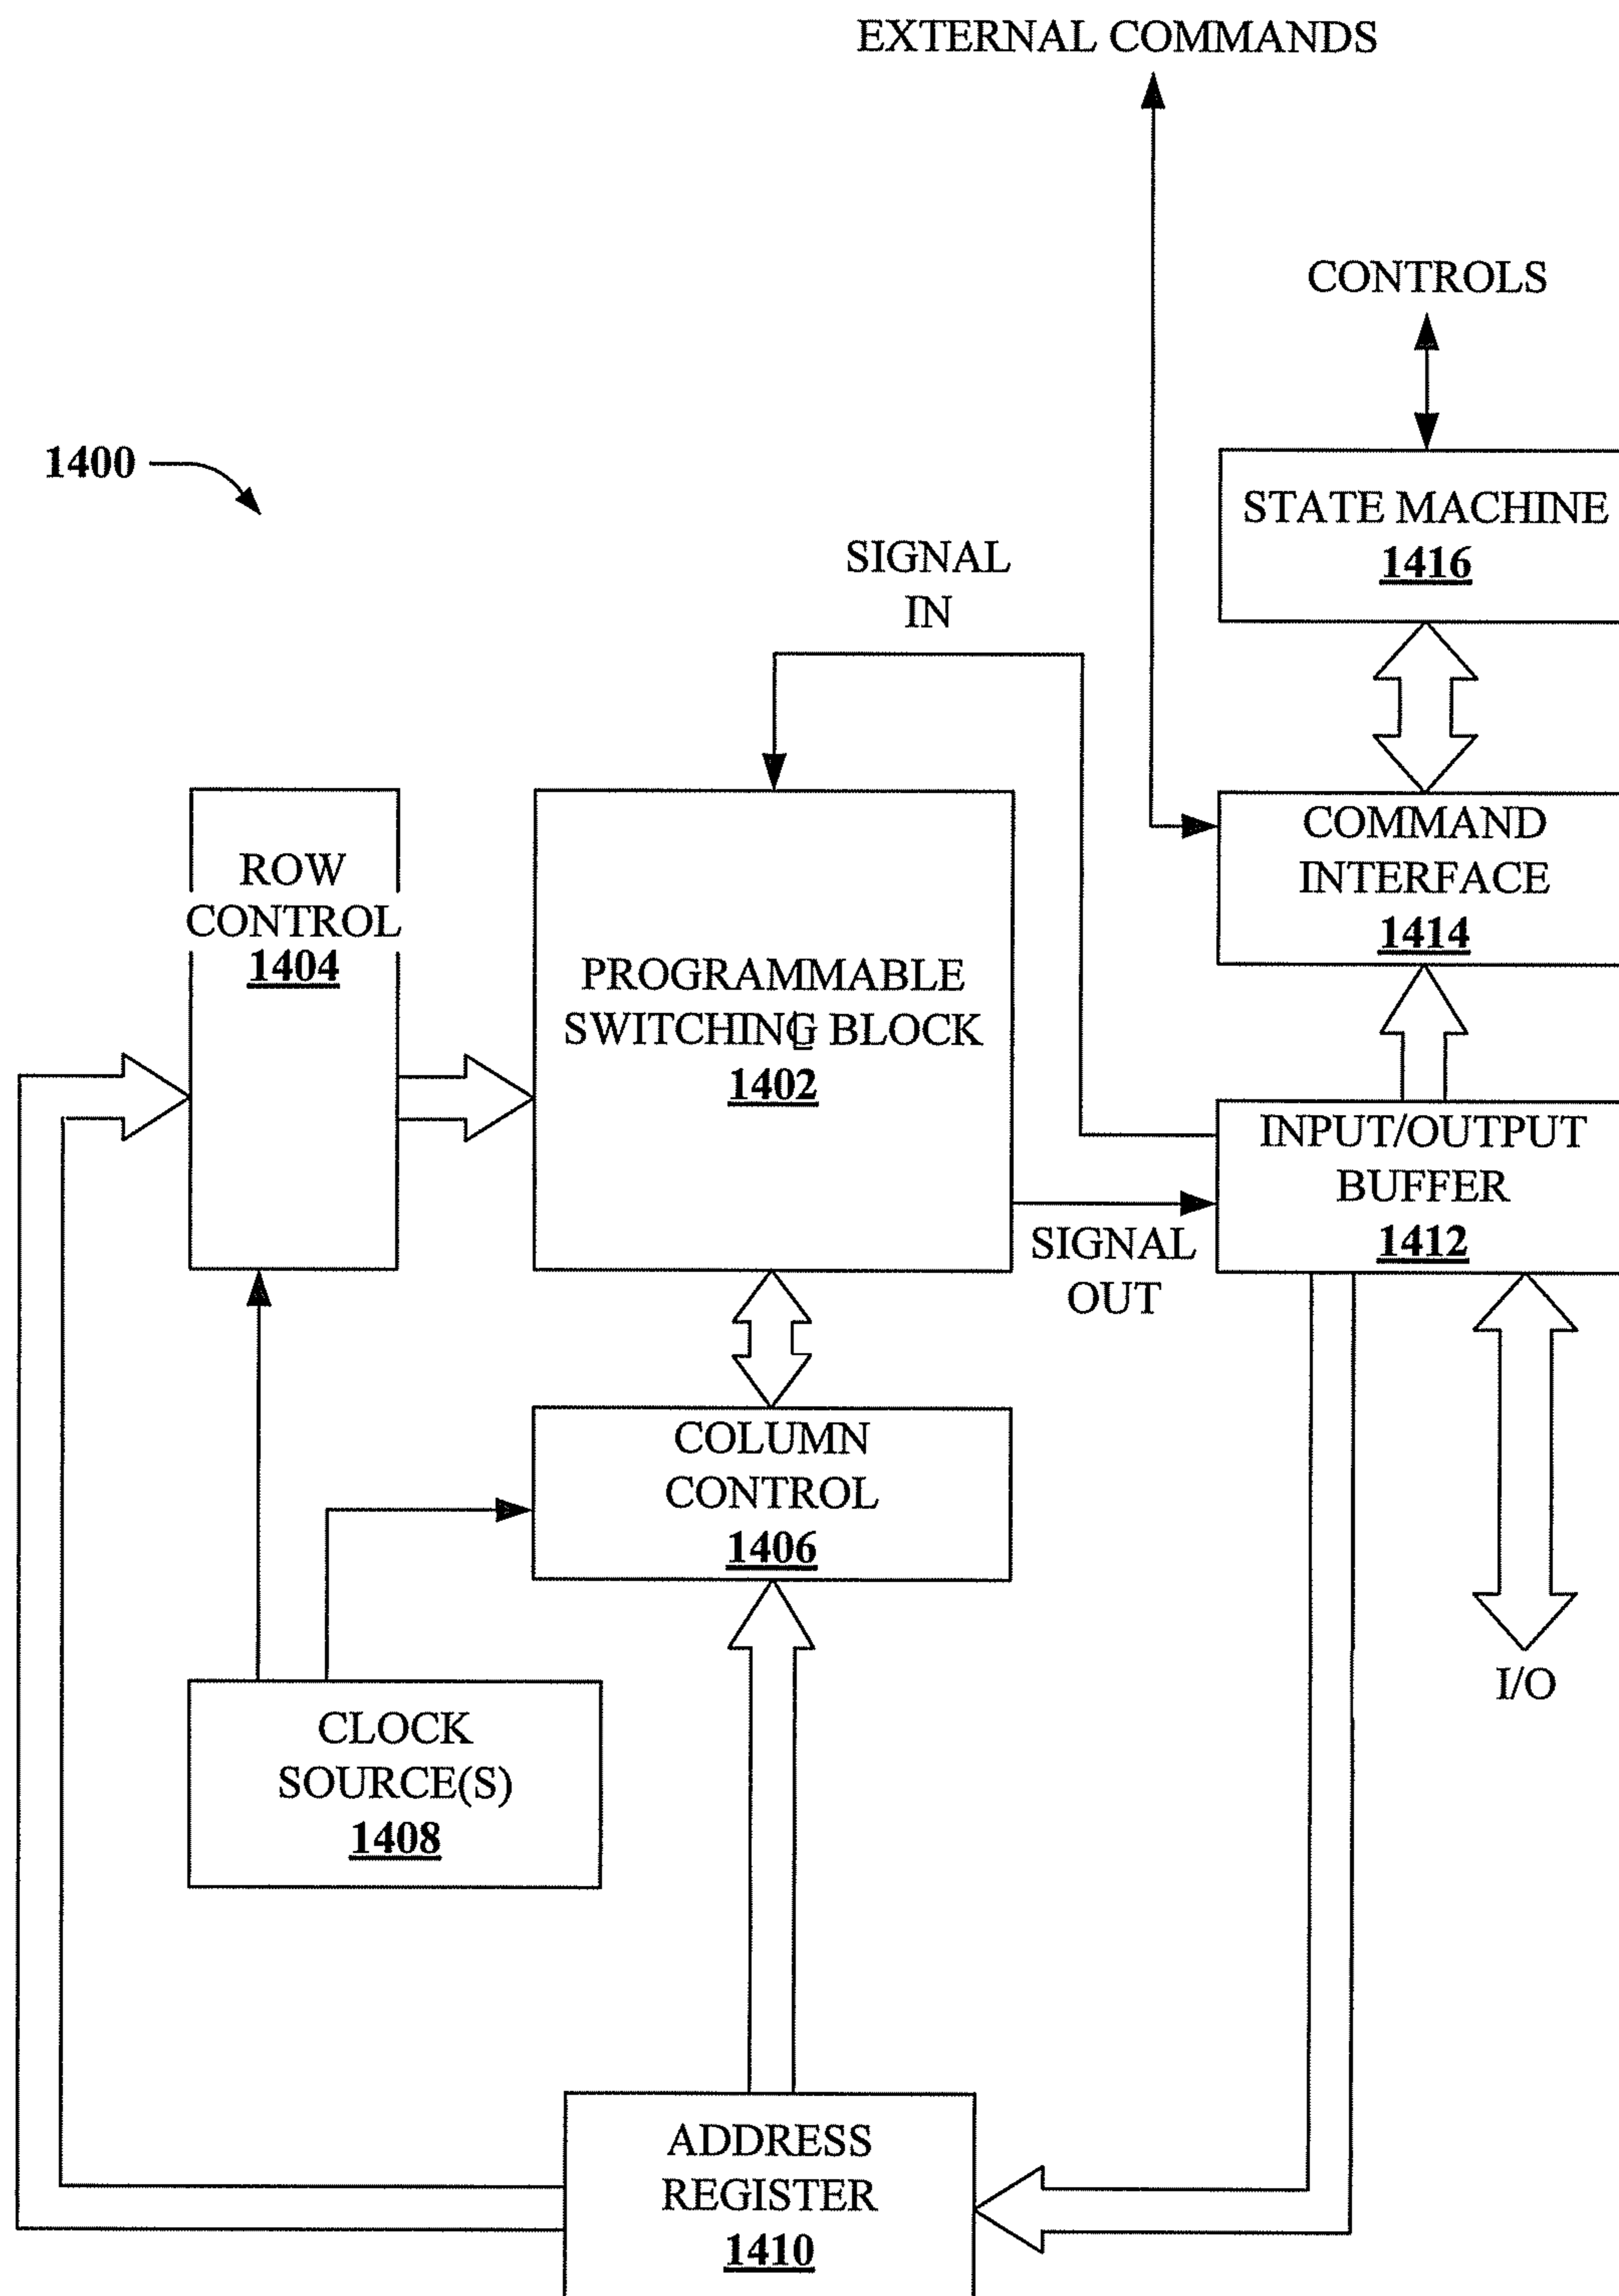 EXTERNAL COMMANDS
CONTROLS
1400
STATE MACHINE
1416
SIGNAL
IN
COMMAND
INTERFACE
1414
ROW
CONTROL
1404
PROGRAMMABLE
SWITCHING BLOCK
1402
INPUT/OUTPUT
BUFFER
1412
SIGNAL
OUT
COLUMN
CONTROL
1406
I/O
CLOCK
SOURCE(S)
1408
ADDRESS
REGISTER
1410